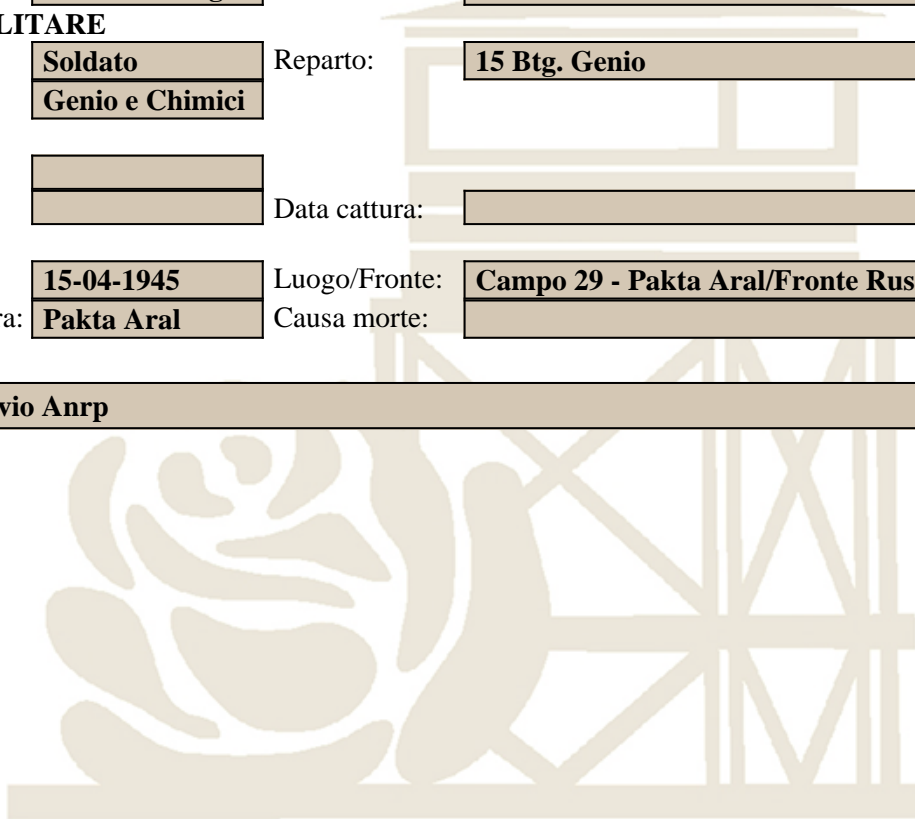 LITARE
Soldato Reparto: 15 Btg. Genio
Genio e Chimici
Data cattura:
15-04-1945 Luogo/Fronte: Campo 29 - Pakta Aral/Fronte Rus
ra: Pakta Aral Causa morte:
vio Anrp